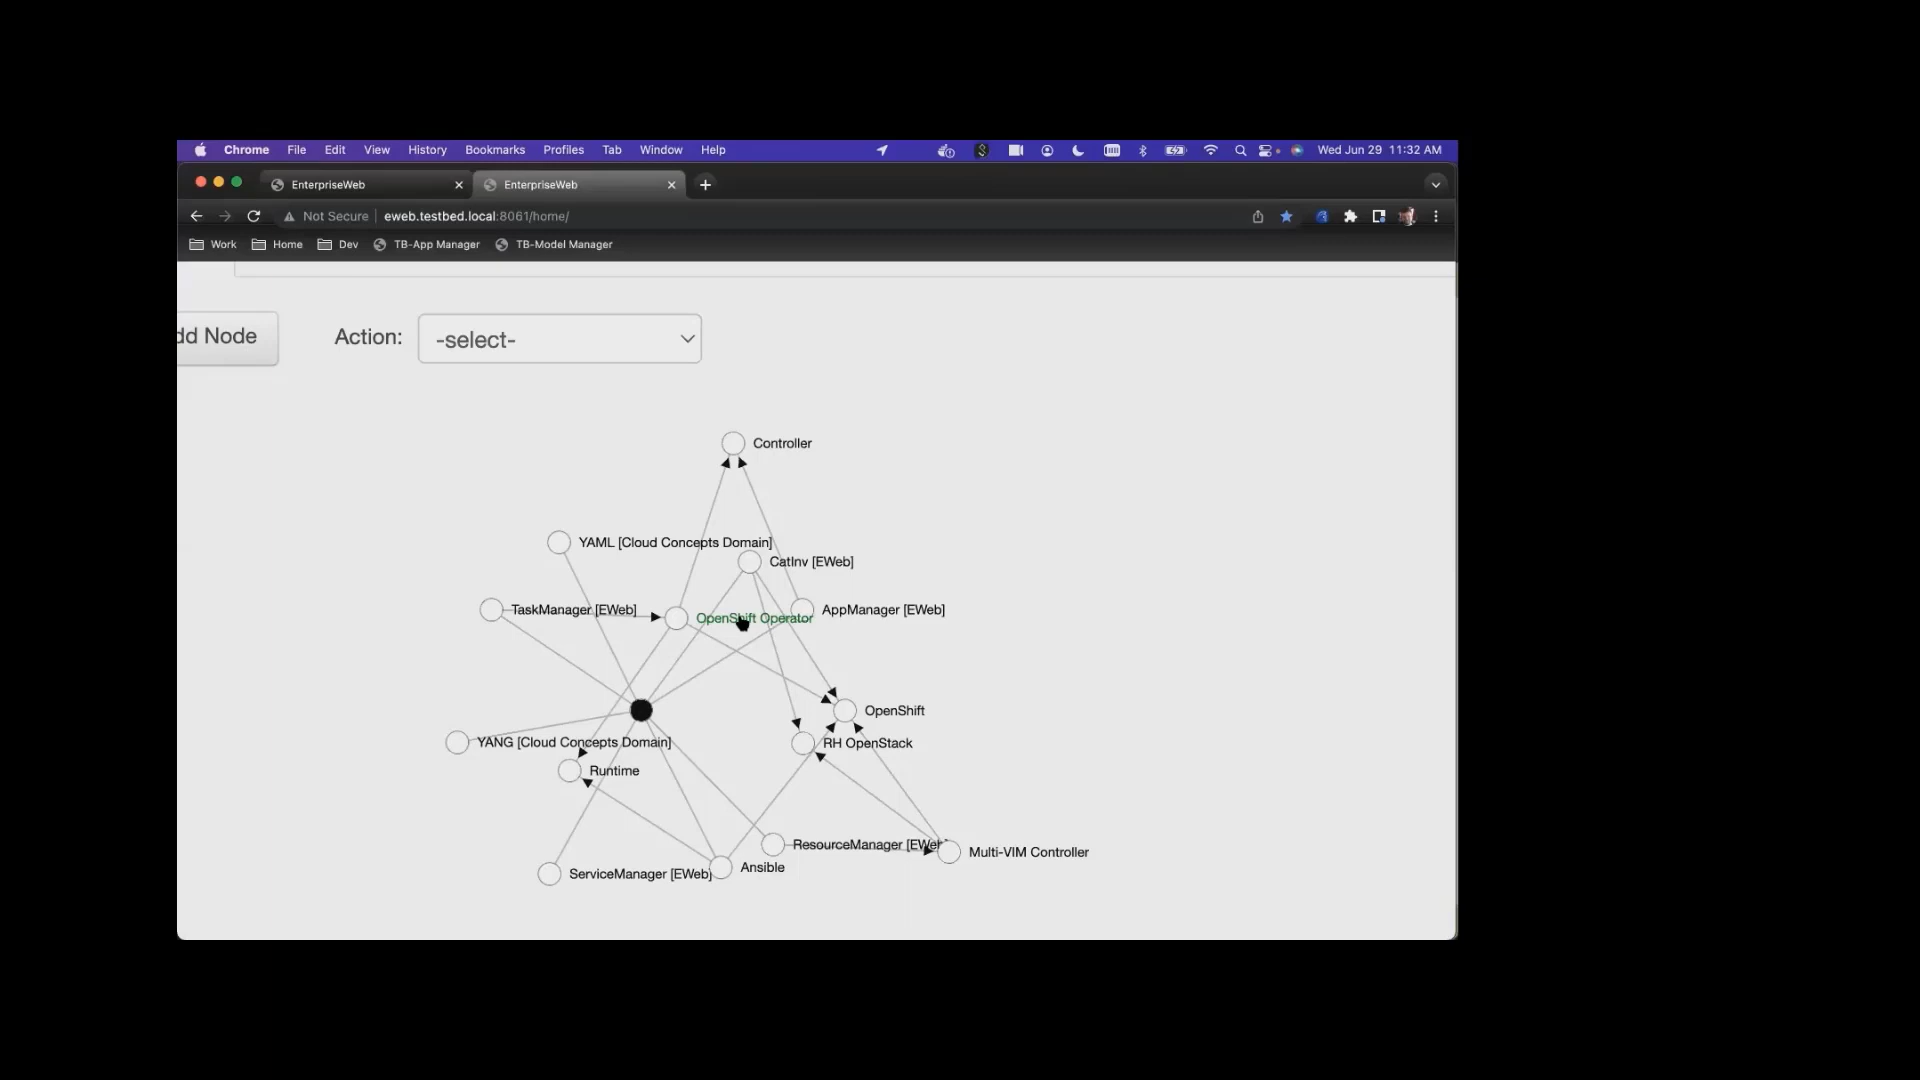 Chrome File Edit View History Bookmarks Profiles Tab Window Help Wed Jun 29 11:32 AM
EnterpriseWeb EnterpriseWeb
Not Secure eweb.testbed.local:8061/home/
Work Home Dev TB-App Manager TB-Model Manager
dd Node Action: -select-
Controller
YAML [Cloud Concepts Domain]
CatInv [EWeb]
TaskManager [EWeb]
AppManager [EWeb]
OpenShift Operator
OpenShift
YANG [Cloud Concepts Domain]
RH OpenStack
Runtime
ResourceManager [EWeb]
Multi-VIM Controller
Ansible
ServiceManager [EWeb]